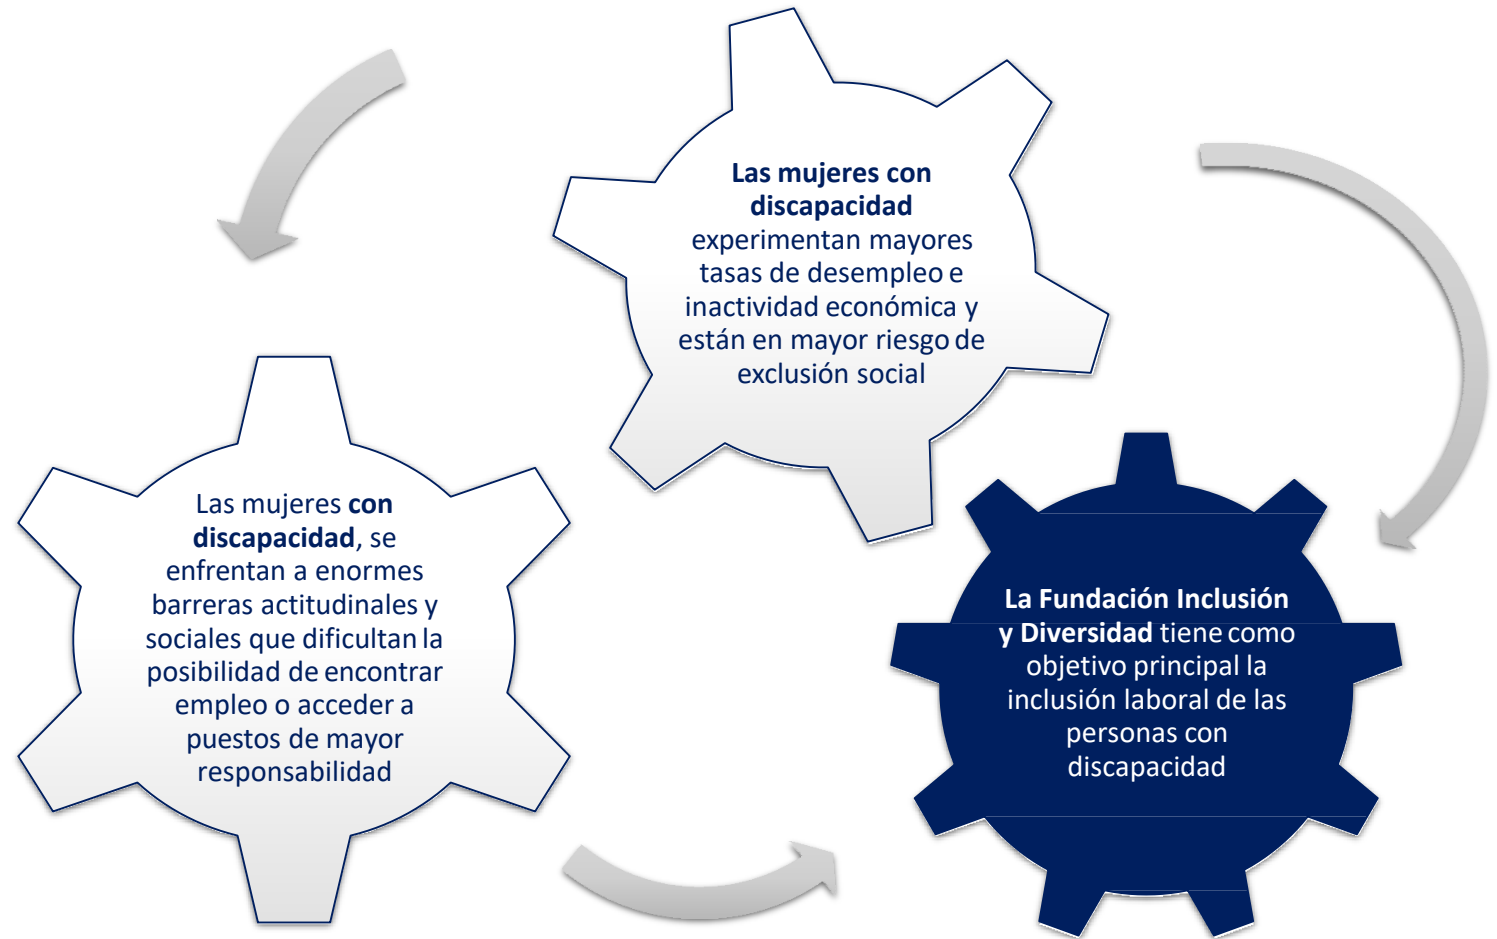 Las mujeres con
discapacidad
experimentan mayores
tasas de desempleo e
inactividad económica y
están en mayor riesgo de
exclusión social
Las mujeres con
discapacidad, se
enfrentan a enormes
barreras actitudinales y
sociales que dificultan la
posibilidad de encontrar
empleo o acceder a
puestos de mayor
responsabilidad
La Fundación Inclusión
y Diversidad tiene como
objetivo principal la
inclusión laboral de las
personas con
discapacidad